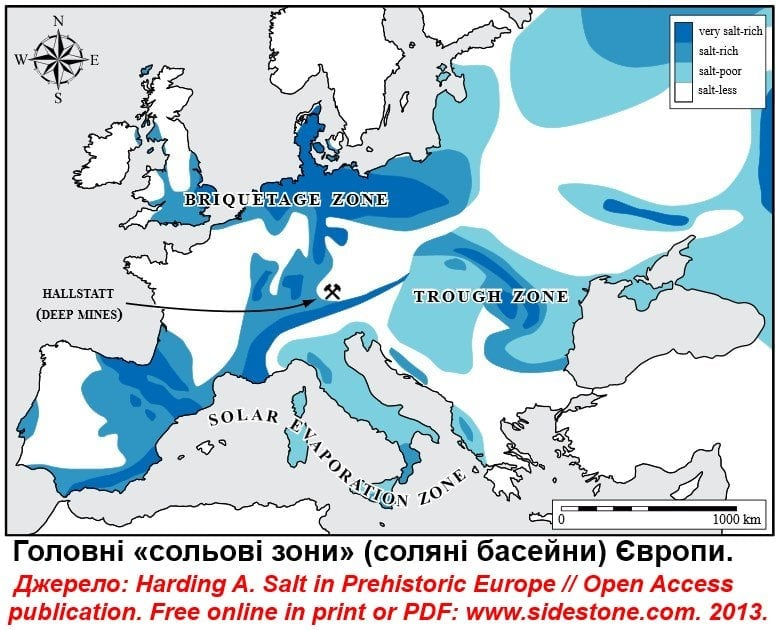 N
W E
S
very salt-rich
salt-rich
salt-poor
salt-less
BRIQUETAGE ZONE
HALLSTATT
(DEEP MINES)
TROUGH ZONE
SOLAR EVAPORATION ZONE
0 1000 km
Головні «сольові зони» (соляні басейни) Європи.
Джерело: Harding A. Salt in Prehistoric Europe // Open Access
publication. Free online in print or PDF: www.sidestone.com. 2013.